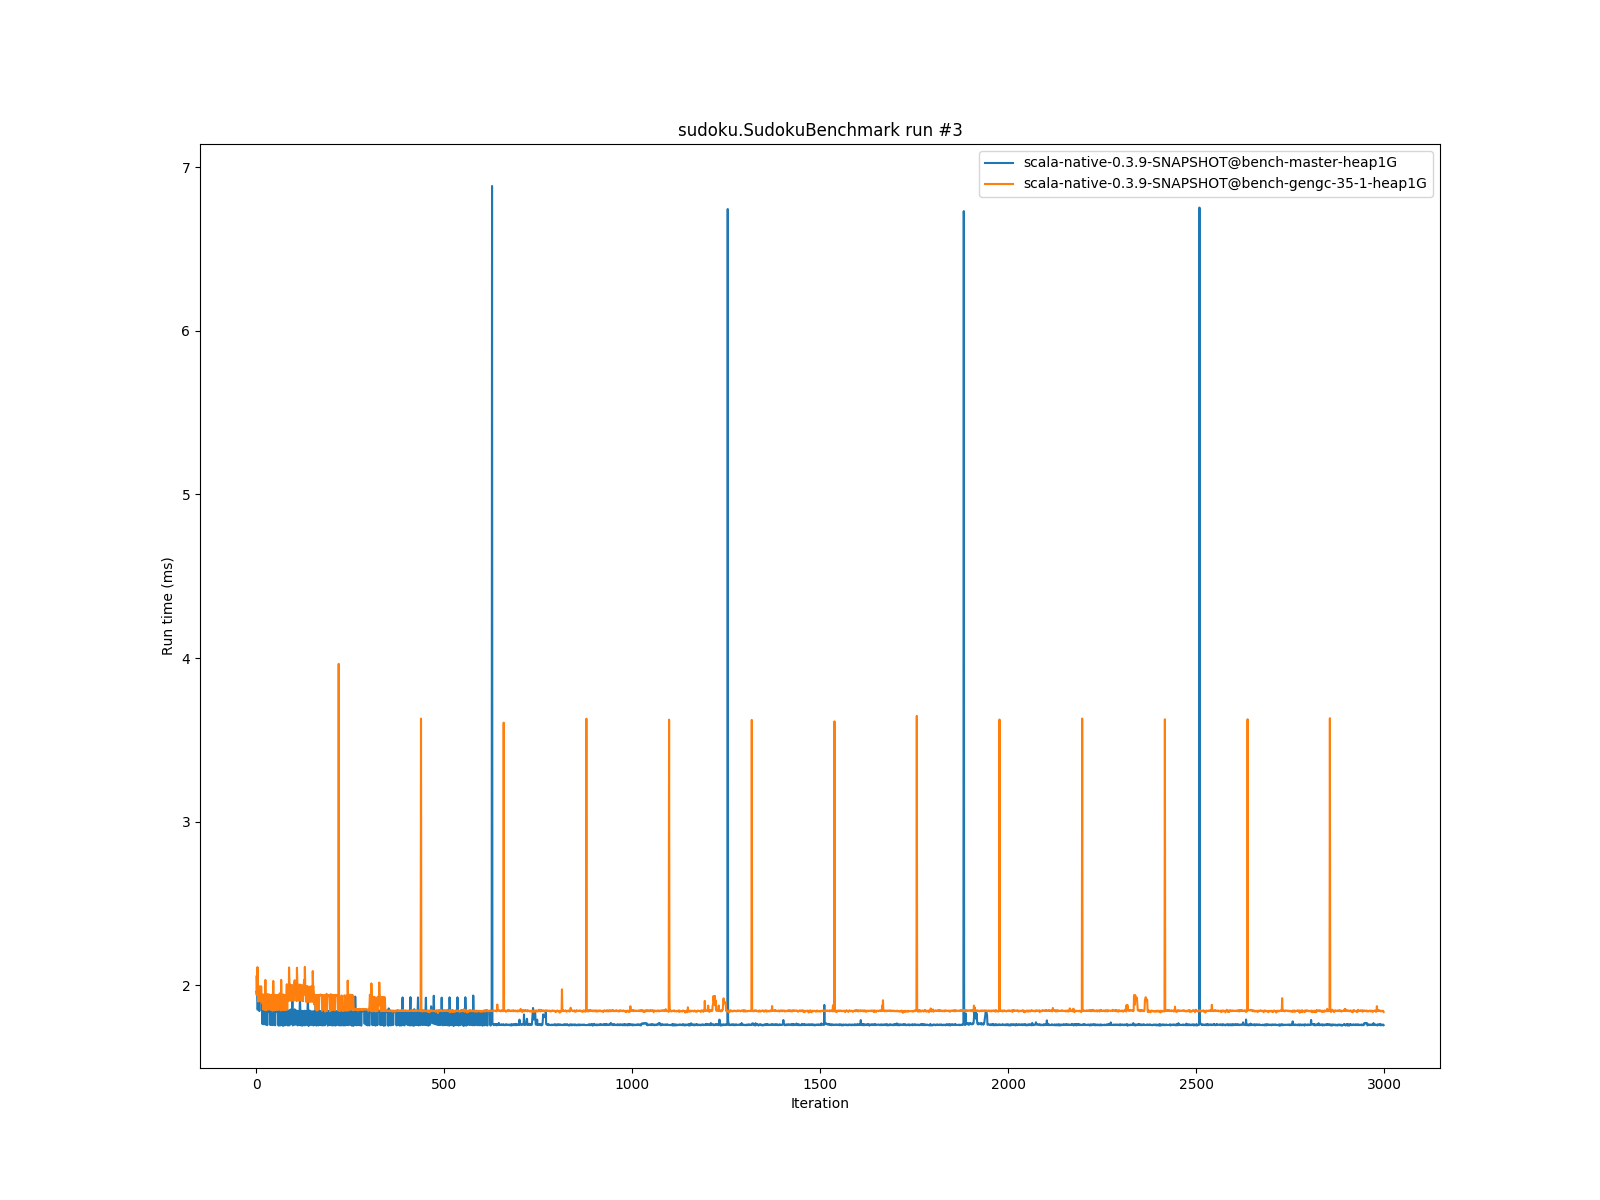 sudoku.SudokuBenchmark run #3
scala-native-0.3.9-SNAPSHOT@bench-master-heap1G
scala-native-0.3.9-SNAPSHOT@bench-gengc-35-1-heap1G
7
6
5
4
3
2
Run time (ms)
0 500 1000 1500 2000 2500 3000
Iteration